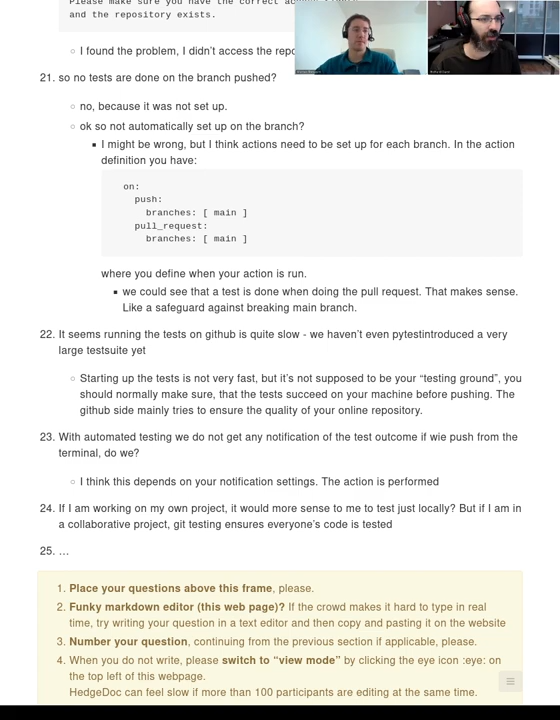 Please make sure you have the correct
and the repository exists.
I found the problem, I didn’t access the
21. so no tests are done on the branch pushed?
no, because it was not set up.
ok so not automatically set up on the branch?
I might be wrong, but I think actions need to be set up for each branch. In the action
definition you have:
on:
push:
branches: [ main ]
pull_request:
branches: [ main ]
where you define when your action is run.
we could see that a test is done when doing the pull request. That makes sense.
Like a safeguard against breaking main branch.
22. It seems running the tests on github is quite slow - we haven’t even pytestintroduced a very
large testsuite yet
Starting up the tests is not very fast, but it’s not supposed to be your “testing ground”, you
should normally make sure, that the tests succeed on your machine before pushing. The
github side mainly tries to ensure the quality of your online repository.
23. With automated testing we do not get any notification of the test outcome if wie push from the
terminal, do we?
I think this depends on your notification settings. The action is performed
24. If I am working on my own project, it would more sense to me to test just locally? But if I am in
a collaborative project, git testing ensures everyone’s code is tested
25. …
1. Place your questions above this frame, please.
2. Funky markdown editor (this web page)? If the crowd makes it hard to type in real
time, try writing your question in a text editor and then copy and pasting it on the website
3. Number your question, continuing from the previous section if applicable, please.
4. When you do not write, please switch to “view mode” by clicking the eye icon :eye: on
the top left of this webpage.
HedgeDoc can feel slow if more than 100 participants are editing at the same time.